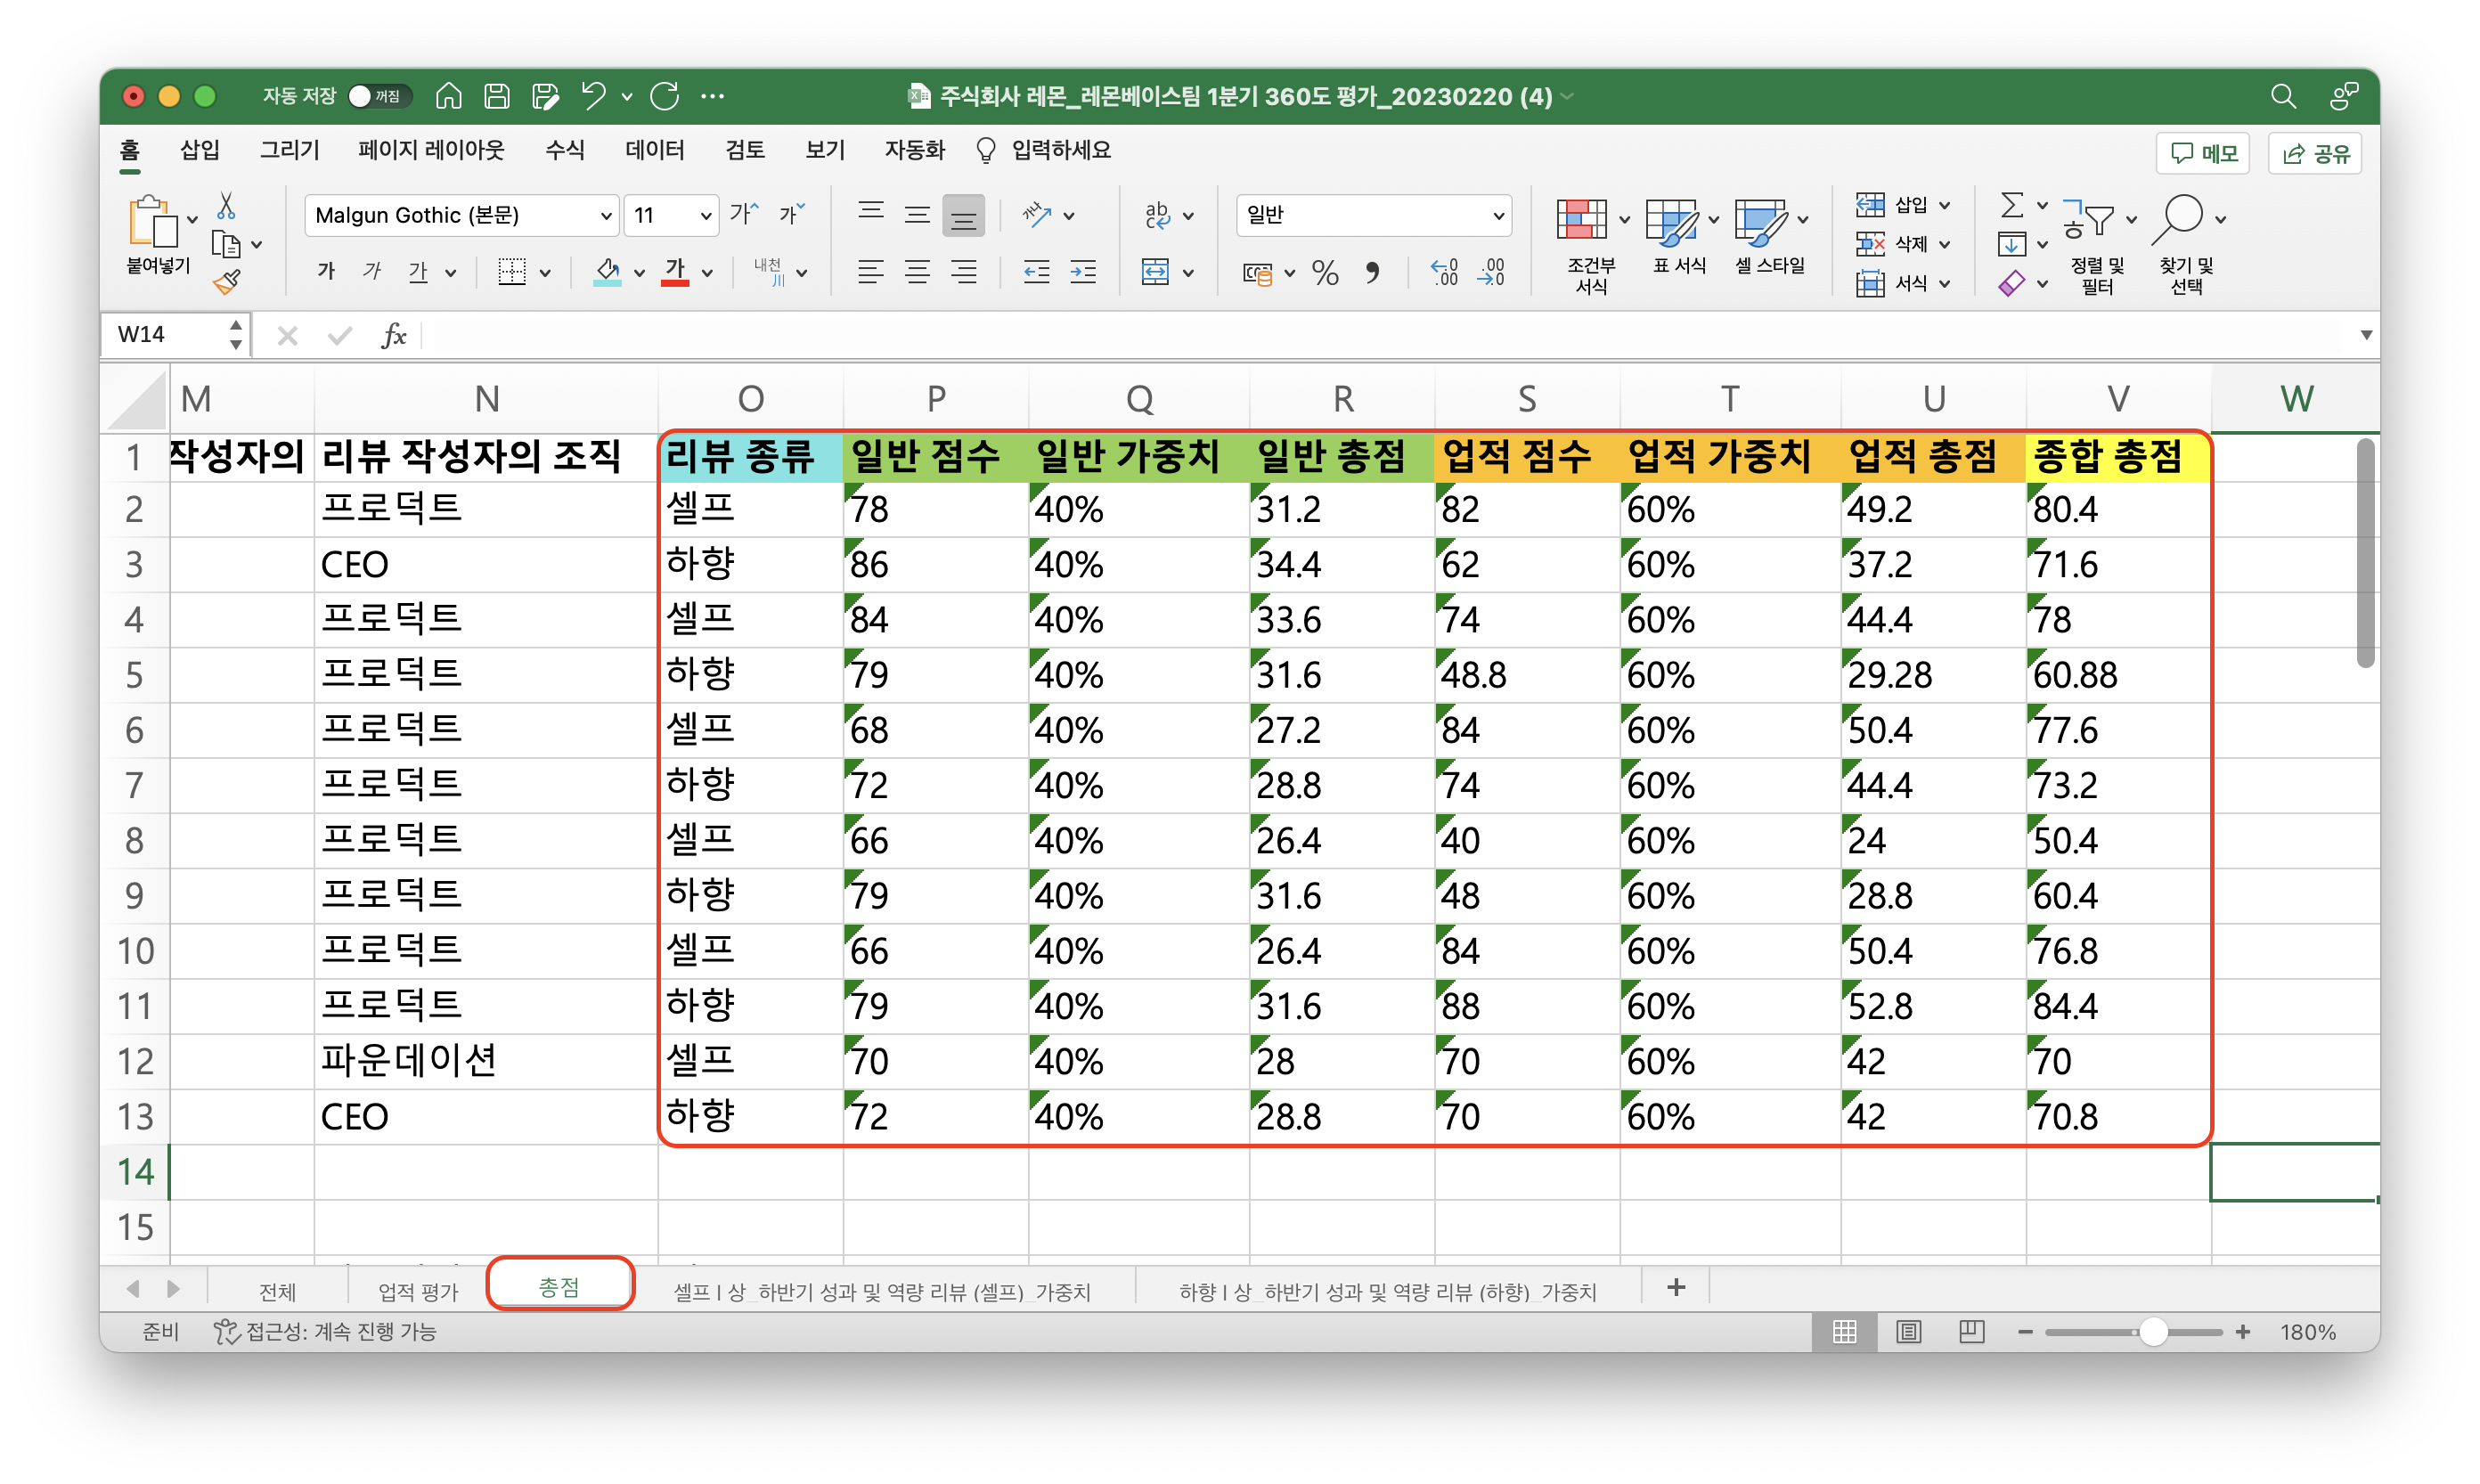 자동 저장 꺼짐 주식회사 레몬_레몬베이스팀 1분기 360도 평가_20230220 (4)
홈 삽입 그리기 페이지 레이아웃 수식 데이터 검토 보기 자동화 입력하세요 메모 공유
붙여넣기 Malgun Gothic (본문) 11 가 가 ab c 일반 조건부 서식 표 서식 셀 스타일 삽입 정렬 및 필터 찾기 및 선택
가 가 가 가 내천 川 % .0 .00 .00 .0 삭제
서식
W14 fx
M N O P Q R S T U V W
1 작성자의 리뷰 작성자의 조직 리뷰 종류 일반 점수 일반 가중치 일반 총점 업적 점수 업적 가중치 업적 총점 종합 총점
2 프로덕트 셀프 78 40% 31.2 82 60% 49.2 80.4
3 CEO 하향 86 40% 34.4 62 60% 37.2 71.6
4 프로덕트 셀프 84 40% 33.6 74 60% 44.4 78
5 프로덕트 하향 79 40% 31.6 48.8 60% 29.28 60.88
6 프로덕트 셀프 68 40% 27.2 84 60% 50.4 77.6
7 프로덕트 하향 72 40% 28.8 74 60% 44.4 73.2
8 프로덕트 셀프 66 40% 26.4 40 60% 24 50.4
9 프로덕트 하향 79 40% 31.6 48 60% 28.8 60.4
10 프로덕트 셀프 66 40% 26.4 84 60% 50.4 76.8
11 프로덕트 하향 79 40% 31.6 88 60% 52.8 84.4
12 파운데이션 셀프 70 40% 28 70 60% 42 70
13 CEO 하향 72 40% 28.8 70 60% 42 70.8
14
15
전체 업적 평가 총점 셀프 I 상_하반기 성과 및 역량 리뷰 (셀프)_가중치 하향 I 상_하반기 성과 및 역량 리뷰 (하향)_가중치 +
준비 접근성: 계속 진행 가능 180%